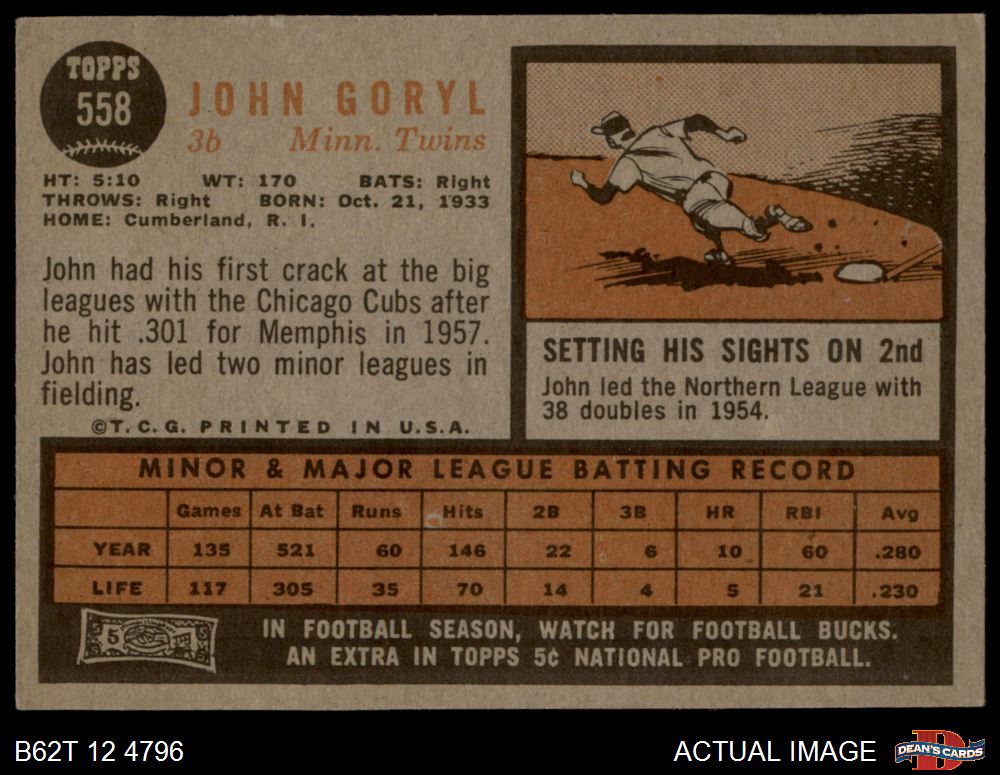 TOPPS
558
JOHN GORYL
3b Minn. Twins
HT: 5:10 WT: 170 BATS: Right
THROWS: Right BORN: Oct. 21, 1933
HOME: Cumberland, R. I.
John had his first crack at the big
leagues with the Chicago Cubs after
he hit .301 for Memphis in 1957.
John has led two minor leagues in
fielding.
©T.C.G. PRINTED IN U.S.A.
SETTING HIS SIGHTS ON 2nd
John led the Northern League with
38 doubles in 1954.
MINOR & MAJOR LEAGUE BATTING RECORD
Games At Bat Runs Hits 2B 3B HR RBI Avg
YEAR 135 521 60 146 22 6 10 60 .280
LIFE 117 305 35 70 14 4 5 21 .230
5
IN FOOTBALL SEASON, WATCH FOR FOOTBALL BUCKS.
AN EXTRA IN TOPPS 5¢ NATIONAL PRO FOOTBALL.
B62T 12 4796
ACTUAL IMAGE
D
DEAN'S CARDS